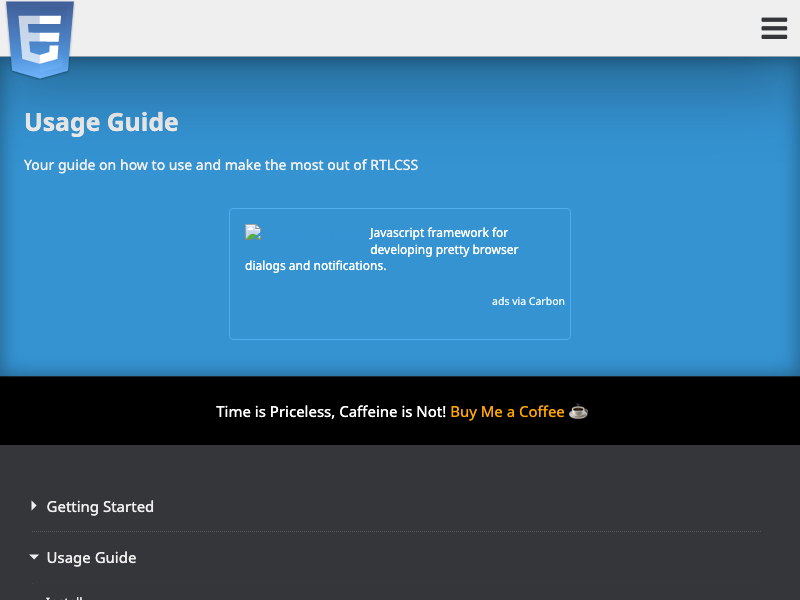 Usage Guide
Your guide on how to use and make the most out of RTLCSS
Javascript framework for
developing pretty browser
dialogs and notifications.
ads via Carbon
Time is Priceless, Caffeine is Not! Buy Me a Coffee ☕
Getting Started
Usage Guide